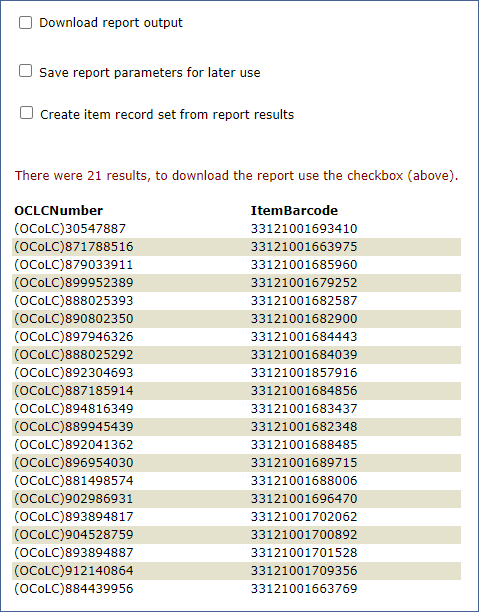 Download report output
Save report parameters for later use
Create item record set from report results
There were 21 results, to download the report use the checkbox (above).
OCLCNumber ItemBarcode
(OCoLC)30547887 33121001693410
(OCoLC)871788516 33121001663975
(OCoLC)879033911 33121001685960
(OCoLC)899952389 33121001679252
(OCoLC)888025393 33121001682587
(OCoLC)890802350 33121001682900
(OCoLC)897946326 33121001684443
(OCoLC)888025292 33121001684039
(OCoLC)892304693 33121001857916
(OCoLC)887185914 33121001684856
(OCoLC)894816349 33121001683437
(OCoLC)889945439 33121001682348
(OCoLC)892041362 33121001688485
(OCoLC)896954030 33121001689715
(OCoLC)881498574 33121001688006
(OCoLC)902986931 33121001696470
(OCoLC)893894817 33121001702062
(OCoLC)904528759 33121001700892
(OCoLC)893894887 33121001701528
(OCoLC)912140864 33121001709356
(OCoLC)884439956 33121001663769